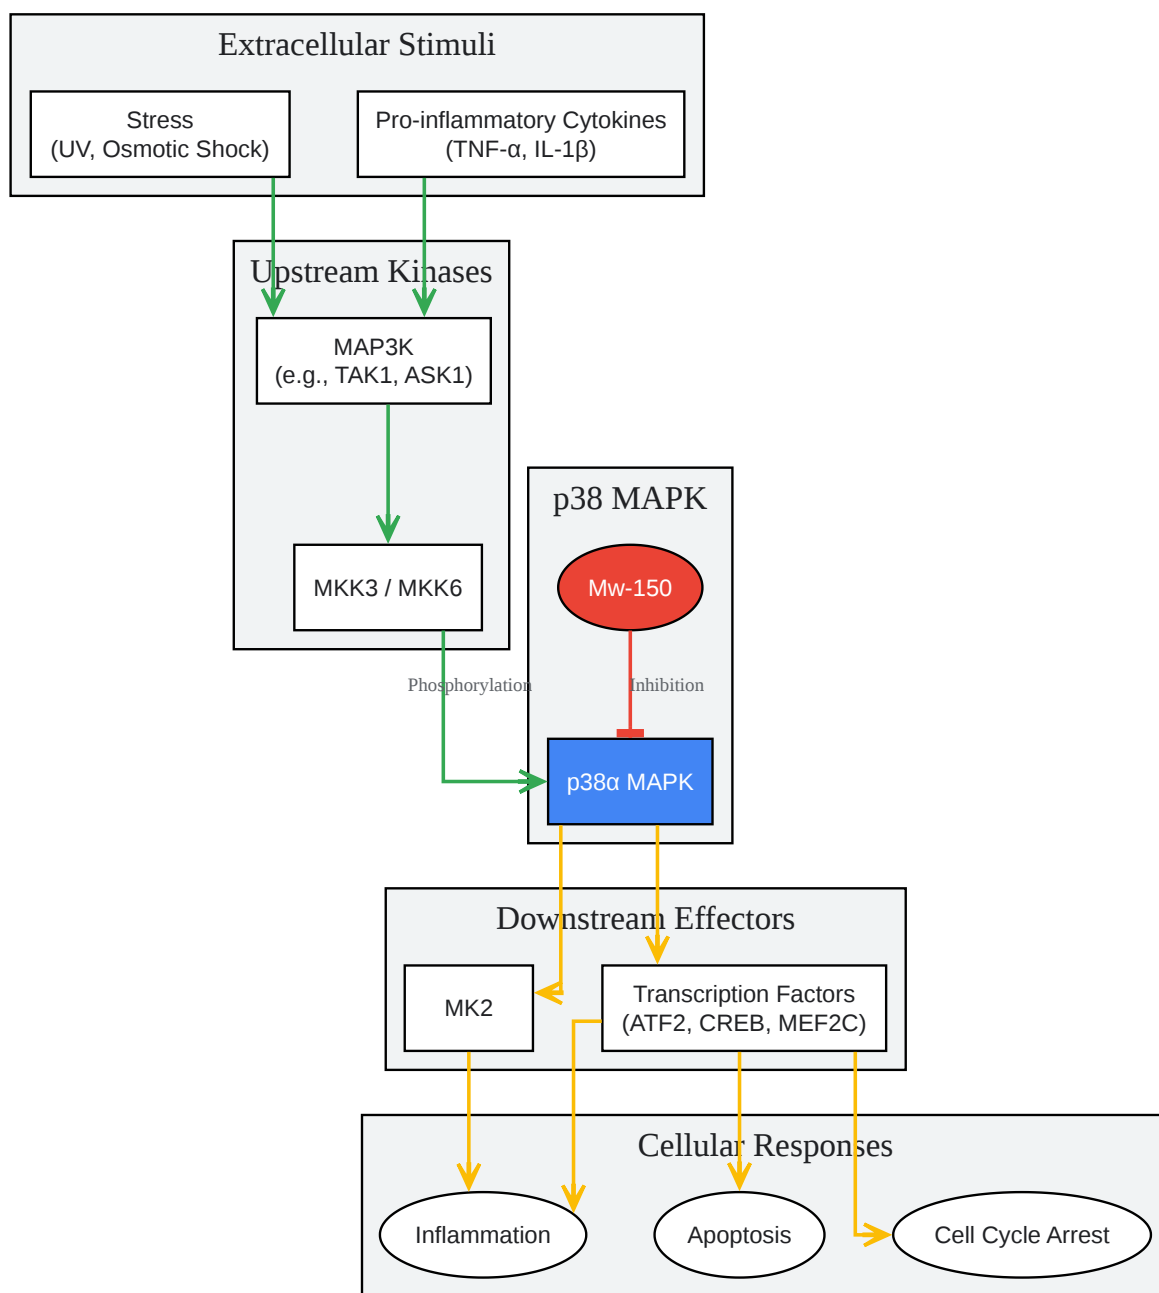 Extracellular Stimuli
Stress
(UV, Osmotic Shock)
Pro-inflammatory Cytokines
(TNF-α, IL-1β)
Upstream Kinases
MAP3K
(e.g., TAK1, ASK1)
MKK3 / MKK6
p38 MAPK
Mw-150
Phosphorylation
Inhibition
p38α MAPK
Downstream Effectors
MK2
Transcription Factors
(ATF2, CREB, MEF2C)
Cellular Responses
Inflammation
Apoptosis
Cell Cycle Arrest